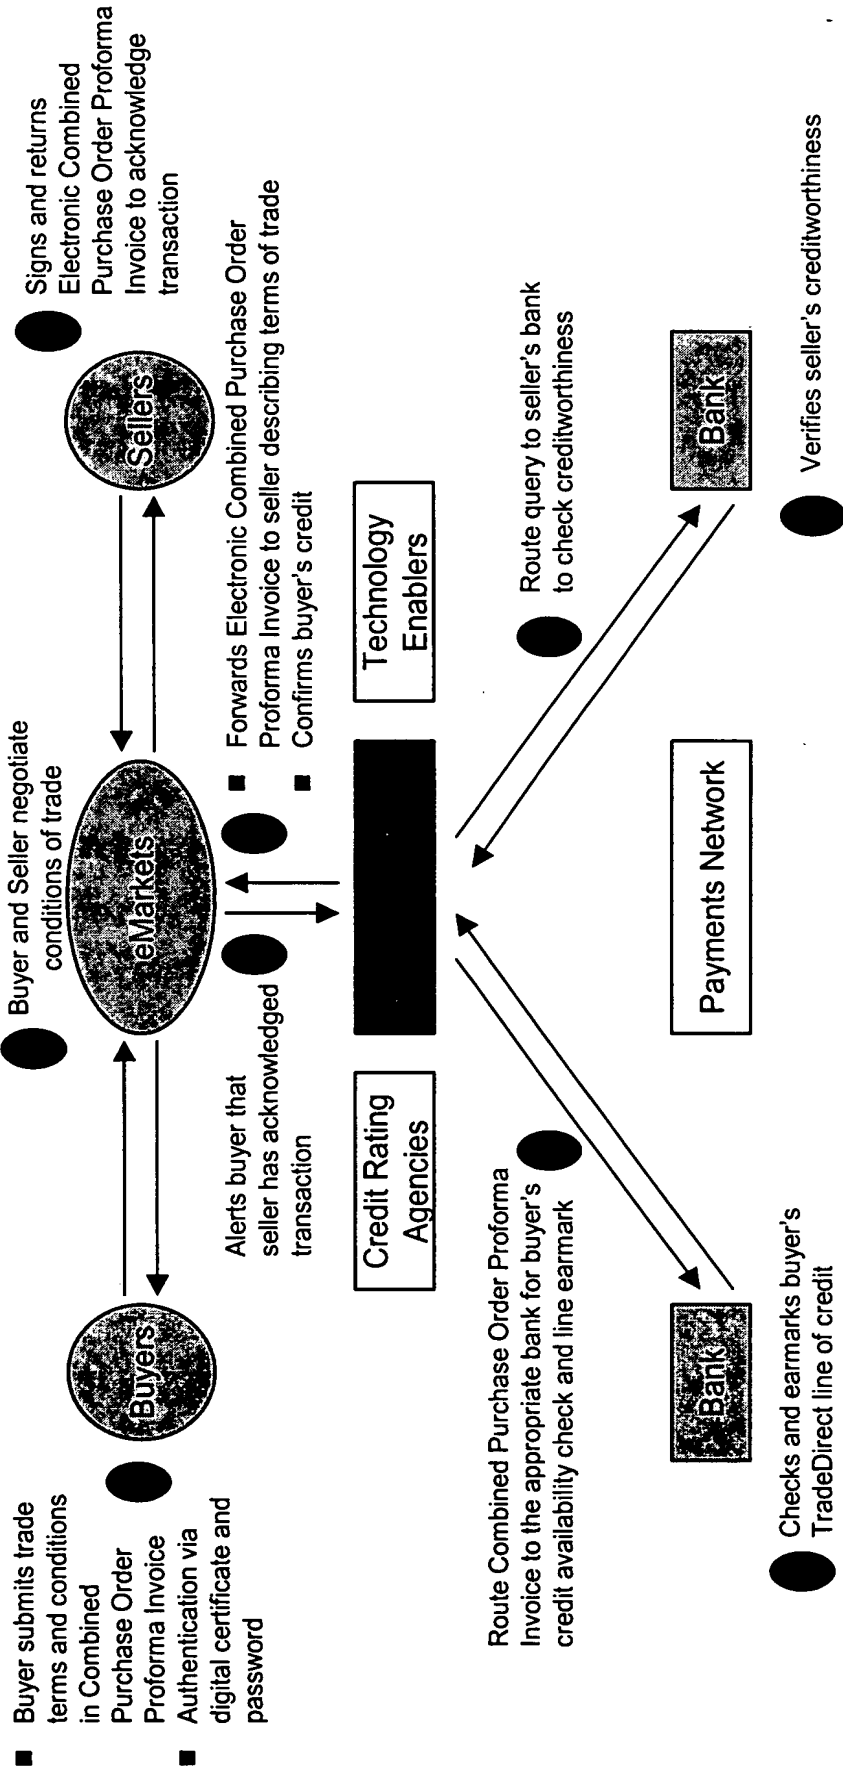 Buyer submits trade
terms and conditions
in Combined
Purchase Order
Proforma Invoice
Authentication via
digital certificate and
password
Buyers
Buyer and Seller negotiate
conditions of trade
eMarkets
Sellers
Signs and returns
Electronic Combined
Purchase Order Proforma
Invoice to acknowledge
transaction
Alerts buyer that
seller has acknowledged
transaction
Forwards Electronic Combined Purchase Order
Proforma Invoice to seller describing terms of trade
Confirms buyer's credit
Credit Rating
Agencies
Technology
Enablers
Route Combined Purchase Order Proforma
Invoice to the appropriate bank for buyer's
credit availability check and line earmark
Route query to seller's bank
to check creditworthiness
Bank
Payments Network
Bank
Checks and earmarks buyer's
TradeDirect line of credit
Verifies seller's creditworthiness